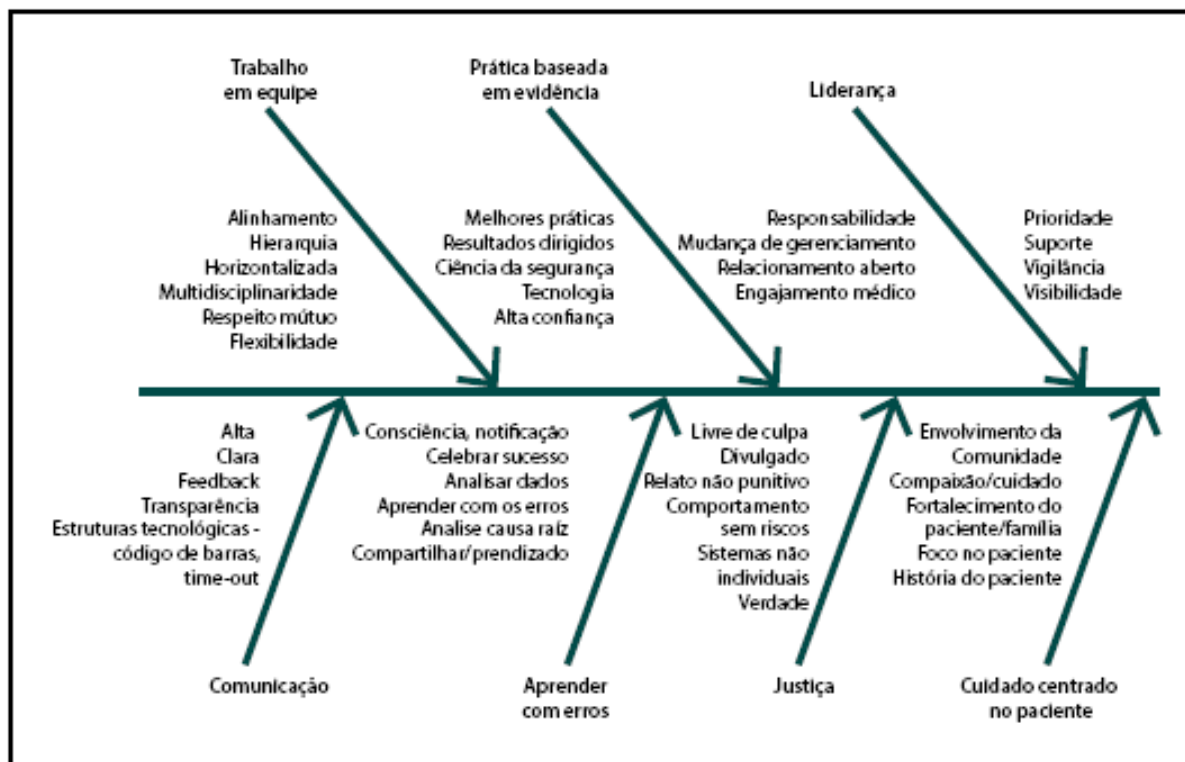 Trabalho
em equipe
Prática baseada
em evidência
Liderança
Alinhamento
Hierarquia
Horizontalizada
Multidisciplinaridade
Respeito mútuo
Flexibilidade
Melhores práticas
Resultados dirigidos
Ciência da segurança
Tecnologia
Alta confiança
Responsabilidade
Mudança de gerenciamento
Relacionamento aberto
Engajamento médico
Prioridade
Suporte
Vigilância
Visibilidade
Alta
Clara
Feedback
Transparência
Estruturas tecnológicas -
código de barras,
time-out
Consciência, notificação
Celebrar sucesso
Analisar dados
Aprender com os erros
Analise causa raíz
Compartilhar/prendizado
Livre de culpa
Divulgado
Relato não punitivo
Comportamento
sem riscos
Sistemas não
individuais
Verdade
Envolvimento da
Comunidade
Compaixão/cuidado
Fortalecimento do
paciente/família
Foco no paciente
História do paciente
Comunicação
Aprender
com erros
Justiça
Cuidado centrado
no paciente